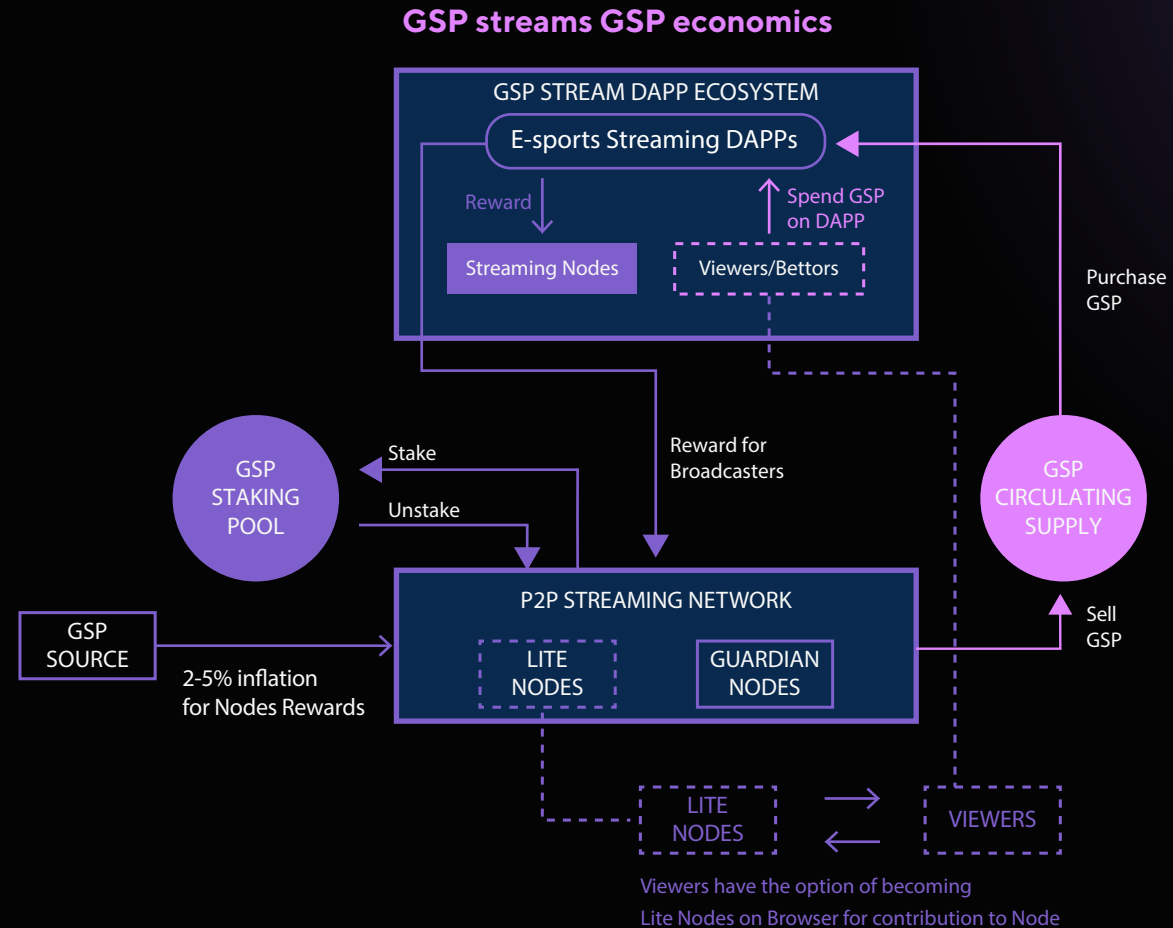 GSP streams GSP economics
GSP STREAM DAPP ECOSYSTEM
E-sports Streaming DAPPs
Reward
Spend GSP
on DAPP
Streaming Nodes
Viewers/Bettors
Purchase
GSP
GSP
STAKING
POOL
Stake
Unstake
Reward for
Broadcasters
GSP
CIRCULATING
SUPPLY
P2P STREAMING NETWORK
GSP
SOURCE
2-5% inflation
for Nodes Rewards
LITE
NODES
GUARDIAN
NODES
Sell
GSP
LITE
NODES
VIEWERS
Viewers have the option of becoming
Lite Nodes on Browser for contribution to Node